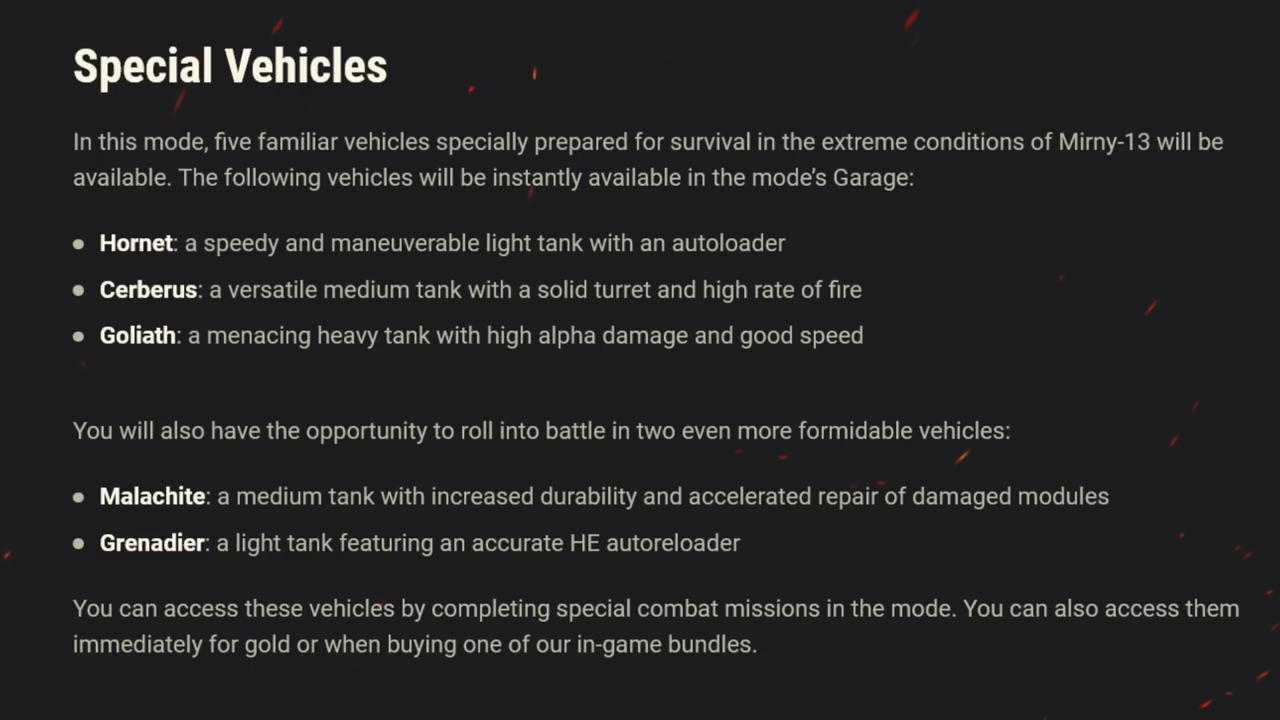 Special Vehicles
In this mode, five familiar vehicles specially prepared for survival in the extreme conditions of Mirny-13 will be
available. The following vehicles will be instantly available in the mode’s Garage:
● Hornet: a speedy and maneuverable light tank with an autoloader
● Cerberus: a versatile medium tank with a solid turret and high rate of fire
● Goliath: a menacing heavy tank with high alpha damage and good speed
You will also have the opportunity to roll into battle in two even more formidable vehicles:
● Malachite: a medium tank with increased durability and accelerated repair of damaged modules
● Grenadier: a light tank featuring an accurate HE autoreloader
You can access these vehicles by completing special combat missions in the mode. You can also access them
immediately for gold or when buying one of our in-game bundles.